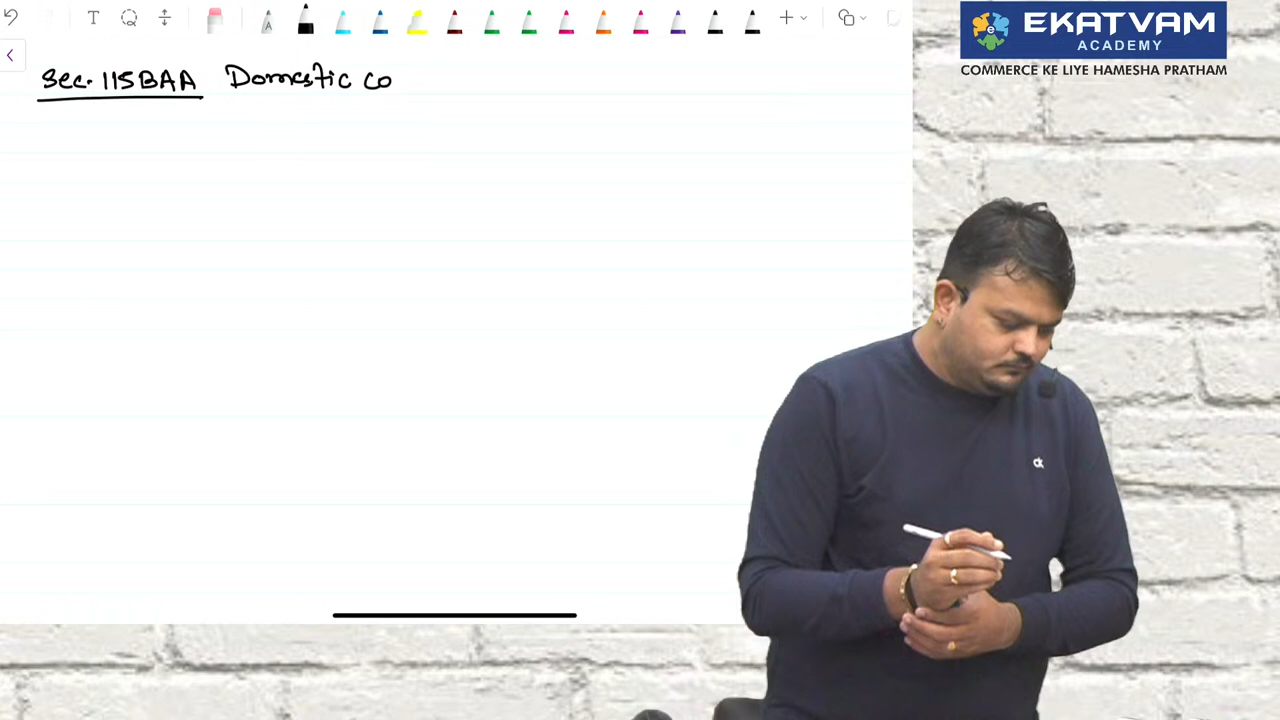 EKATVAM
ACADEMY
COMMERCE KE LIYE HAMESHA PRATHAM
Sec. 115BAA Domestic co